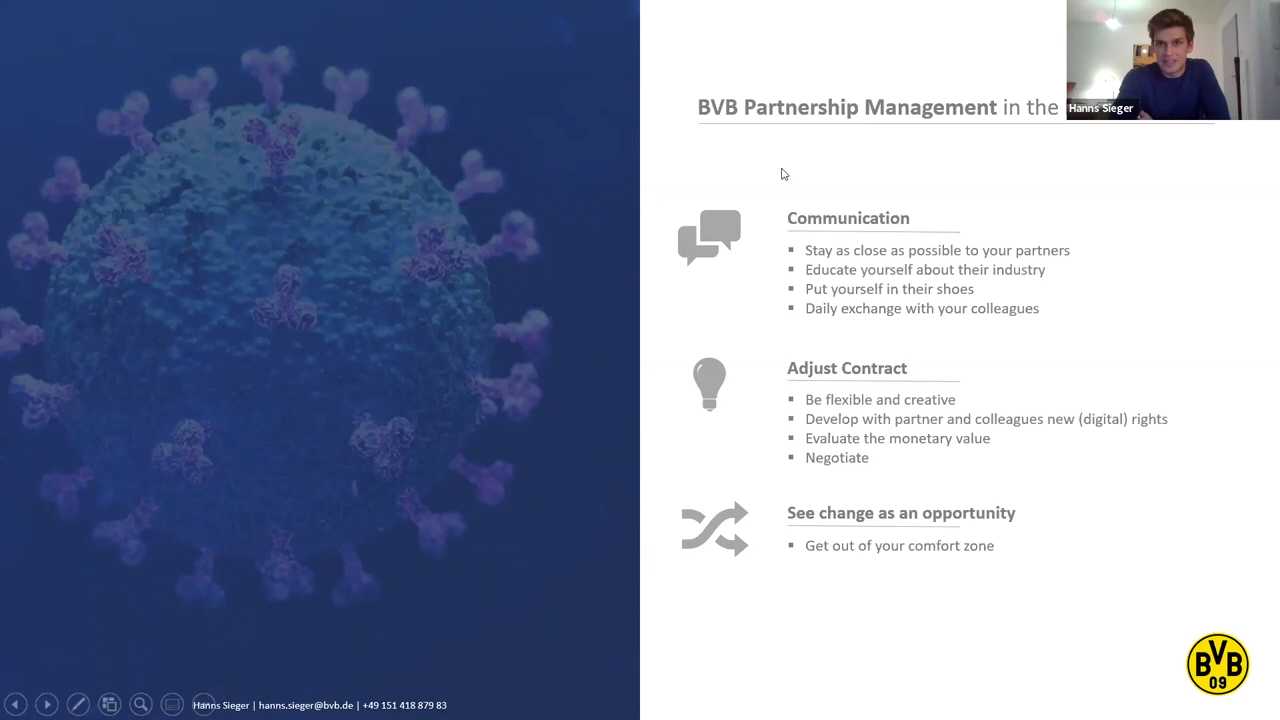 BVB Partnership Management in the
Hanns Sieger
Communication
▪ Stay as close as possible to your partners
▪ Educate yourself about their industry
▪ Put yourself in their shoes
▪ Daily exchange with your colleagues
Adjust Contract
▪ Be flexible and creative
▪ Develop with partner and colleagues new (digital) rights
▪ Evaluate the monetary value
▪ Negotiate
See change as an opportunity
▪ Get out of your comfort zone
BVB
09
Hanns Sieger | hanns.sieger@bvb.de | +49 151 418 879 83